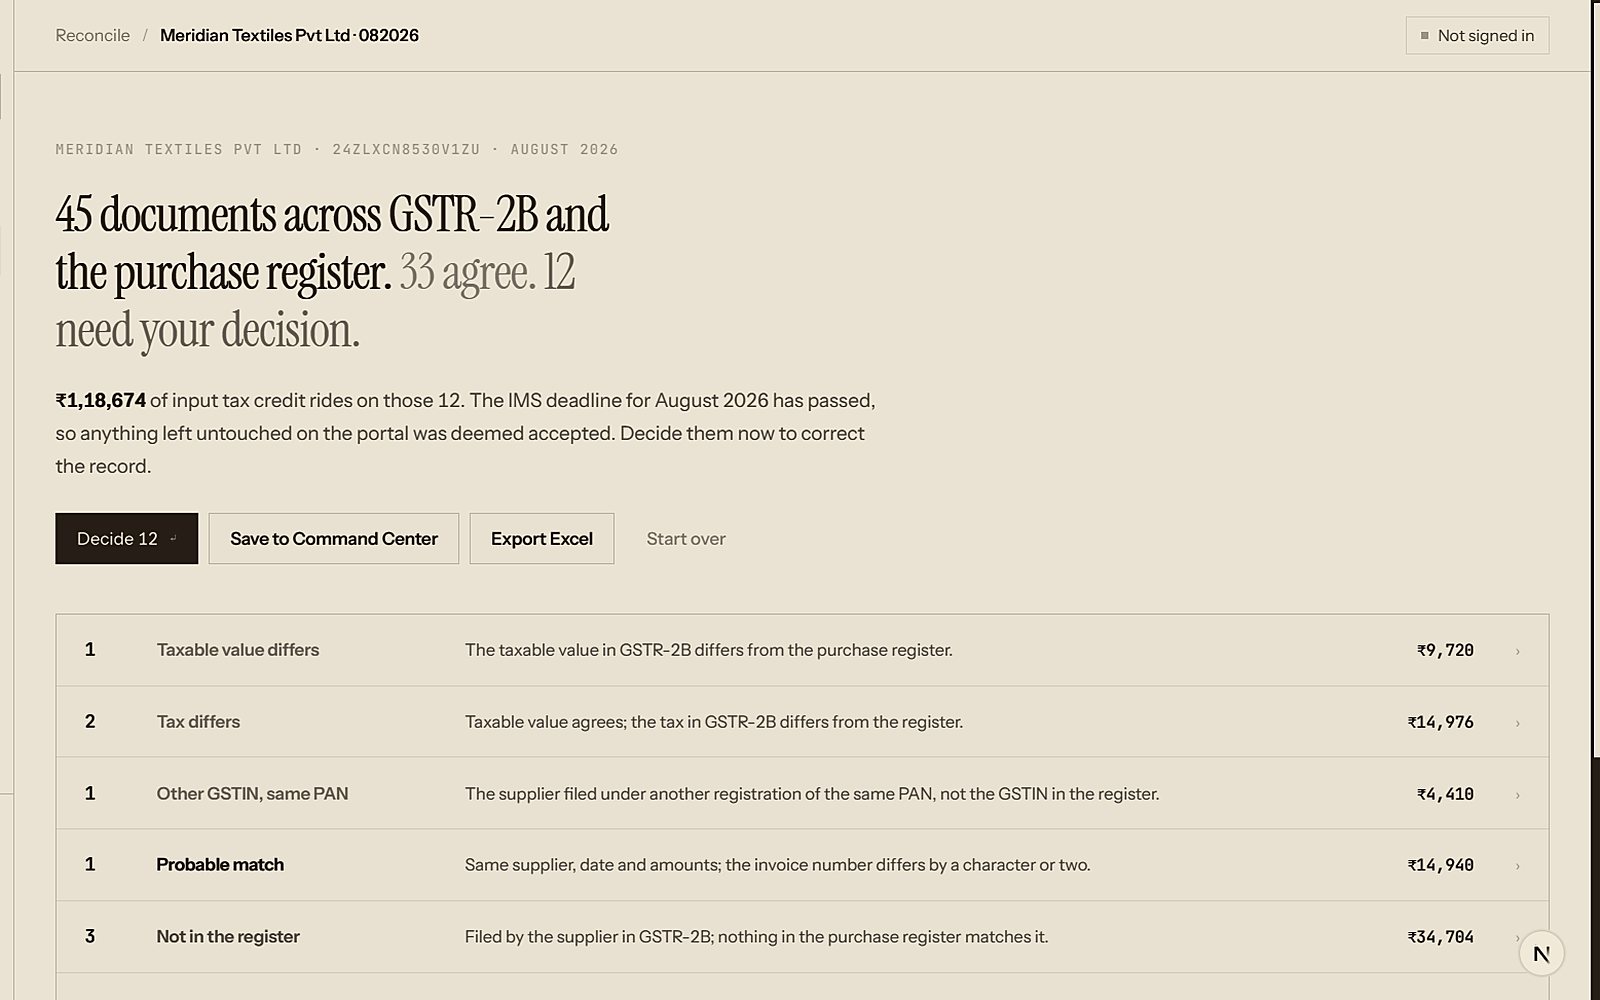 Reconcile / Meridian Textiles Pvt Ltd · 082026
Not signed in
MERIDIAN TEXTILES PVT LTD · 24ZLXCN8530V1ZU · AUGUST 2026
45 documents across GSTR-2B and
the purchase register. 33 agree. 12
need your decision.
₹1,18,674 of input tax credit rides on those 12. The IMS deadline for August 2026 has passed,
so anything left untouched on the portal was deemed accepted. Decide them now to correct
the record.
Decide 12 ↵ Save to Command Center Export Excel Start over
1 Taxable value differs The taxable value in GSTR-2B differs from the purchase register. ₹9,720 ›
2 Tax differs Taxable value agrees; the tax in GSTR-2B differs from the register. ₹14,976 ›
1 Other GSTIN, same PAN The supplier filed under another registration of the same PAN, not the GSTIN in the register. ₹4,410 ›
1 Probable match Same supplier, date and amounts; the invoice number differs by a character or two. ₹14,940 ›
3 Not in the register Filed by the supplier in GSTR-2B; nothing in the purchase register matches it. ₹34,704 ›
N